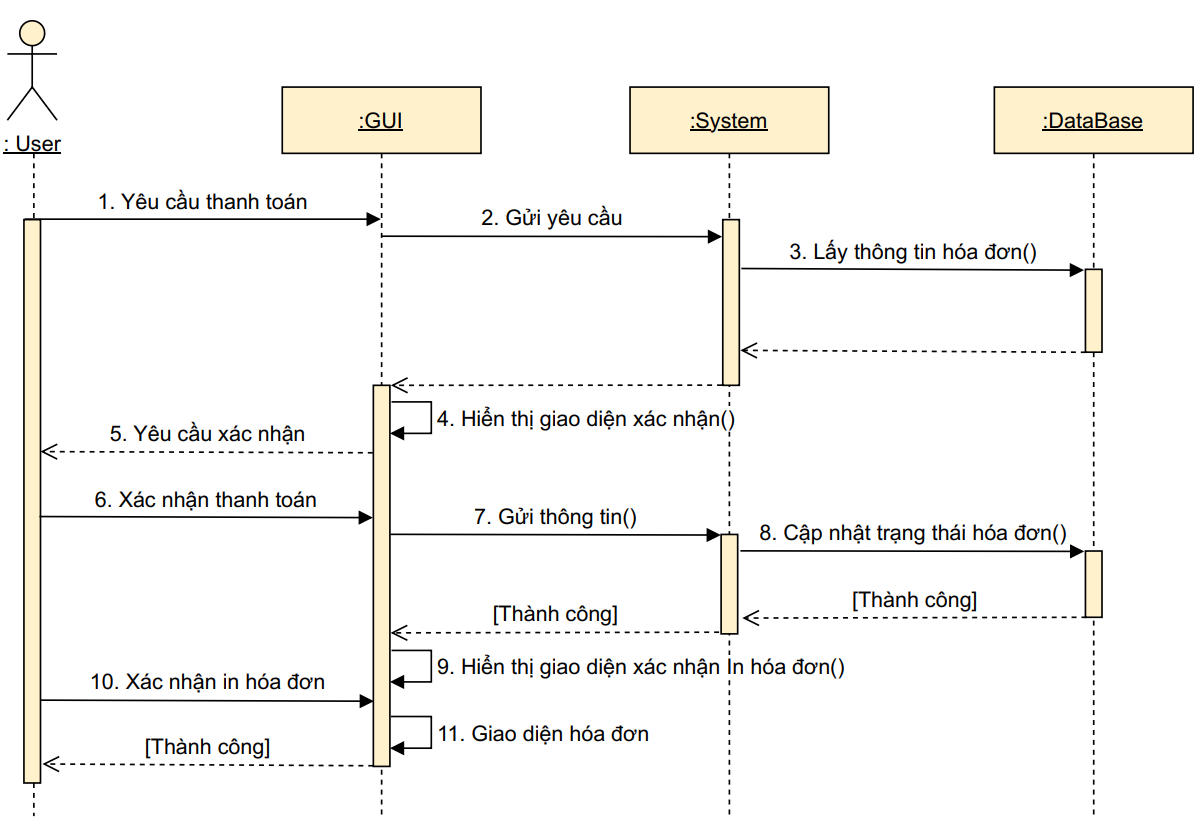 : User
:GUI
:System
:DataBase
1. Yêu cầu thanh toán
2. Gửi yêu cầu
3. Lấy thông tin hóa đơn()
4. Hiển thị giao diện xác nhận()
5. Yêu cầu xác nhận
6. Xác nhận thanh toán
7. Gửi thông tin()
8. Cập nhật trạng thái hóa đơn()
[Thành công]
[Thành công]
9. Hiển thị giao diện xác nhận In hóa đơn()
10. Xác nhận in hóa đơn
11. Giao diện hóa đơn
[Thành công]